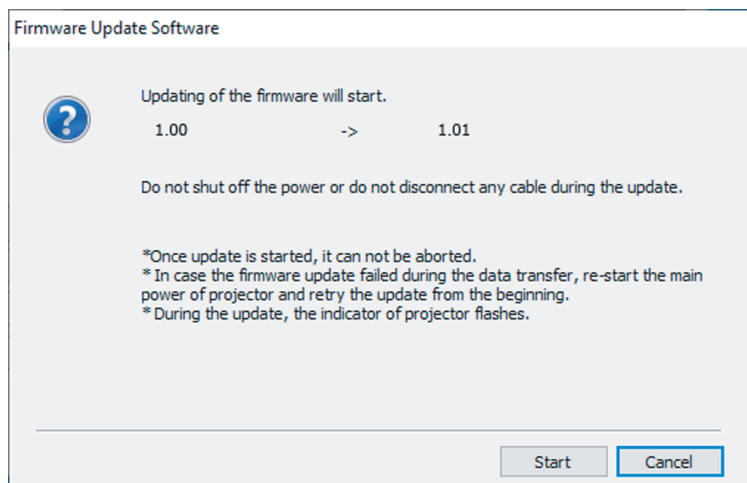 Firmware Update Software
Updating of the firmware will start.
1.00 -> 1.01
Do not shut off the power or do not disconnect any cable during the update.
*Once update is started, it can not be aborted.
* In case the firmware update failed during the data transfer, re-start the main
power of projector and retry the update from the beginning.
* During the update, the indicator of projector flashes.
Start Cancel